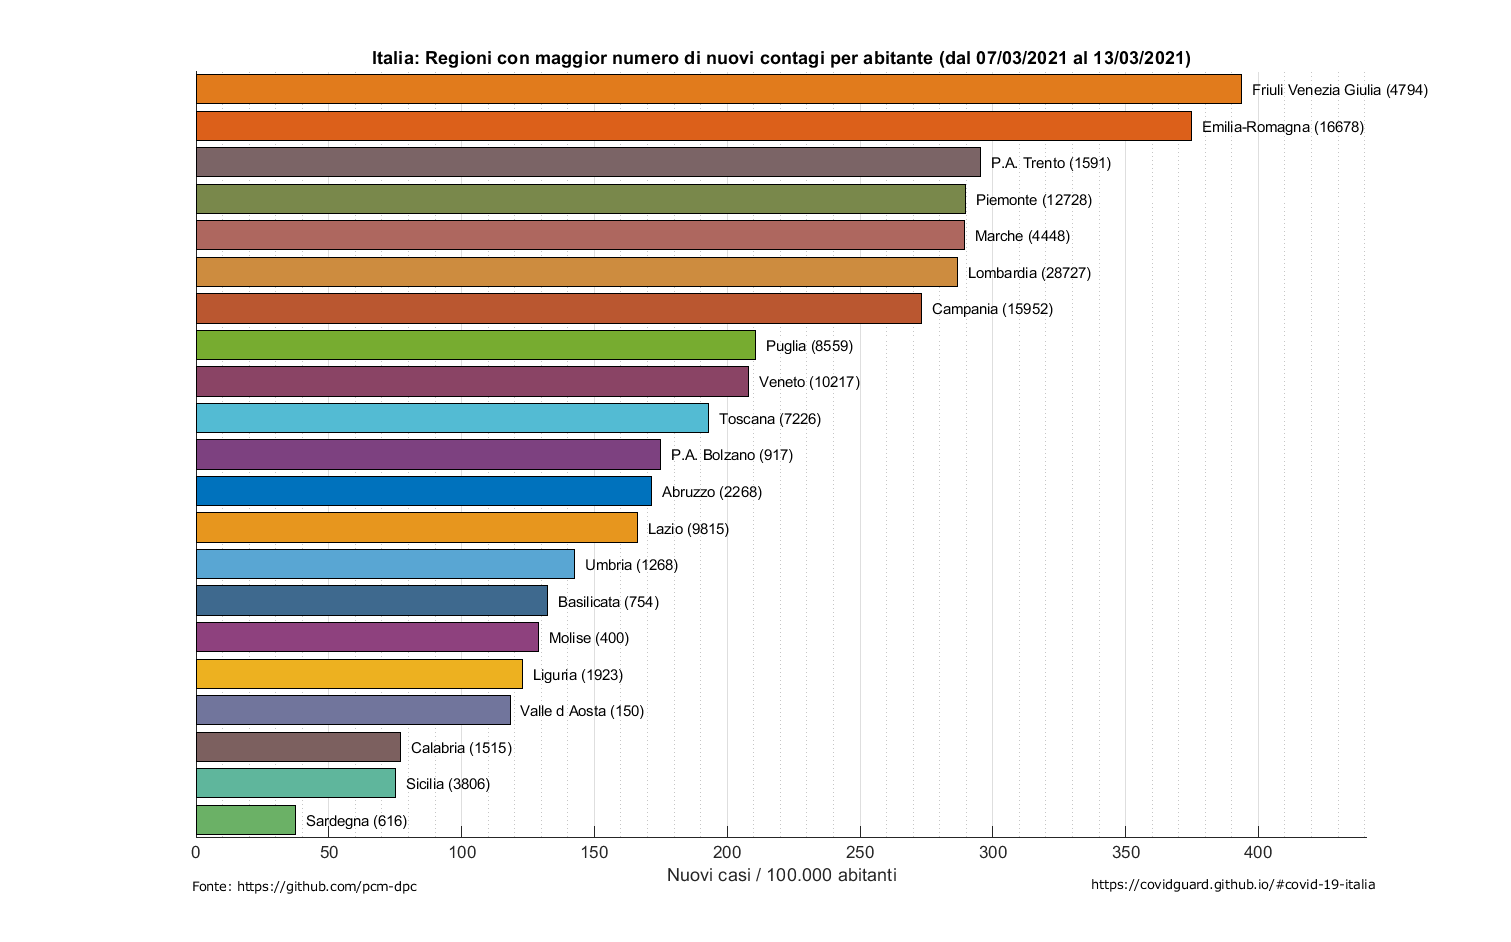 Italia: Regioni con maggior numero di nuovi contagi per abitante (dal 07/03/2021 al 13/03/2021)
Friuli Venezia Giulia (4794)
Emilia-Romagna (16678)
P.A. Trento (1591)
Piemonte (12728)
Marche (4448)
Lombardia (28727)
Campania (15952)
Puglia (8559)
Veneto (10217)
Toscana (7226)
P.A. Bolzano (917)
Abruzzo (2268)
Lazio (9815)
Umbria (1268)
Basilicata (754)
Molise (400)
Liguria (1923)
Valle d Aosta (150)
Calabria (1515)
Sicilia (3806)
Sardegna (616)
0 50 100 150 200 250 300 350 400
Nuovi casi / 100.000 abitanti
Fonte: https://github.com/pcm-dpc
https://covidguard.github.io/#covid-19-italia